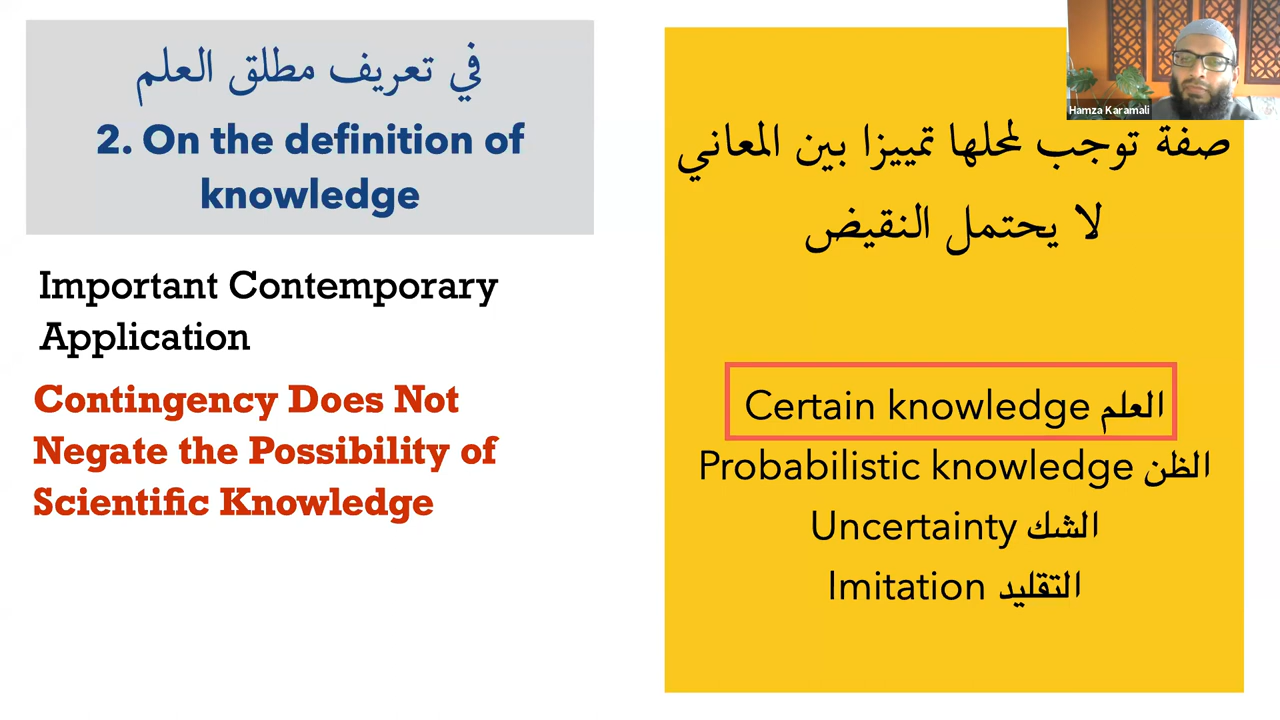 في تعريف مطلق العلم
2. On the definition of
knowledge
Important Contemporary
Application
Contingency Does Not
Negate the Possibility of
Scientific Knowledge
Hamza Karamali
صفة توجب لمحلها تمييزا بين المعاني
لا يحتمل النقيض
Certain knowledge العلم
Probabilistic knowledge الظن
Uncertainty الشك
Imitation التقليد